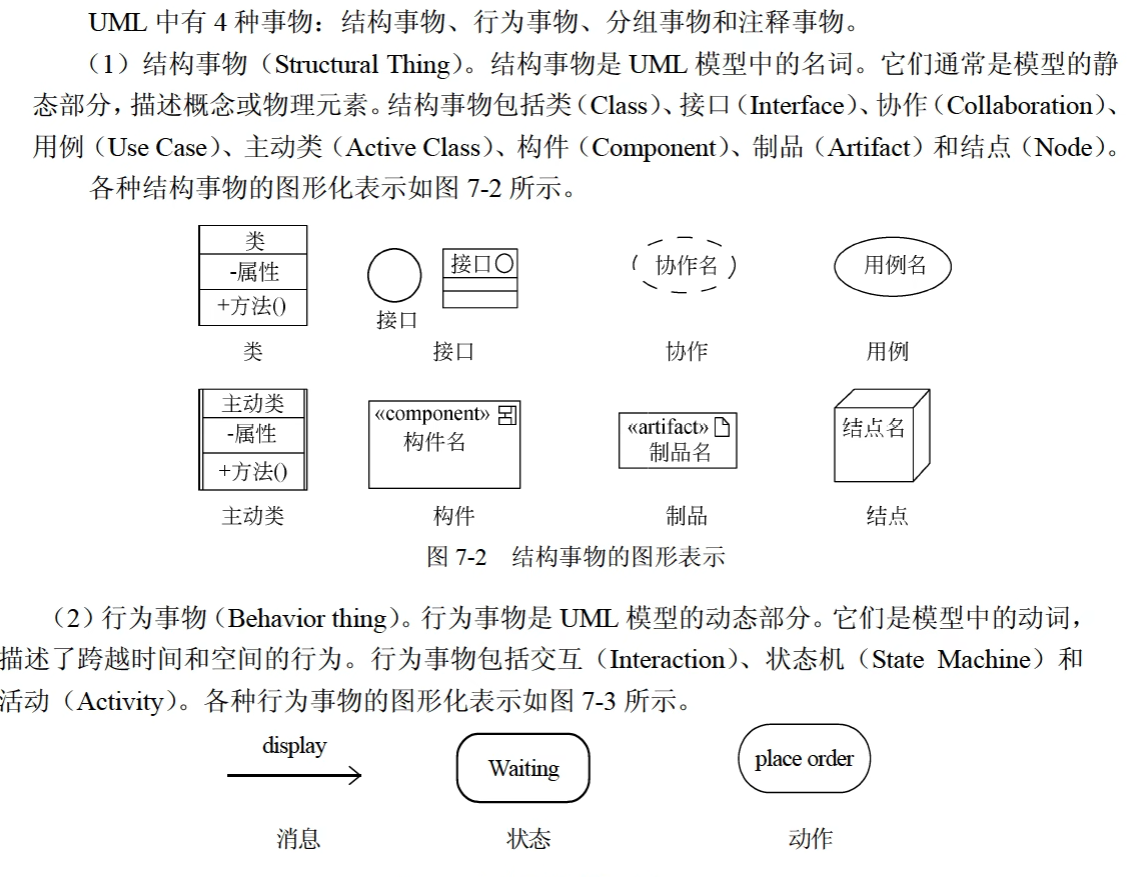 UML 中有 4 种事物：结构事物、行为事物、分组事物和注释事物。
（1）结构事物（Structural Thing）。结构事物是 UML 模型中的名词。它们通常是模型的静
态部分，描述概念或物理元素。结构事物包括类（Class）、接口（Interface）、协作（Collaboration）、
用例（Use Case）、主动类（Active Class）、构件（Component）、制品（Artifact）和结点（Node）。
各种结构事物的图形化表示如图 7-2 所示。
类
-属性
+方法()
类
接口
接口
接口
协作名
协作
用例名
用例
主动类
-属性
+方法()
主动类
«component»
构件名
构件
«artifact»
制品名
制品
结点名
结点
图 7-2 结构事物的图形表示
（2）行为事物（Behavior thing）。行为事物是 UML 模型的动态部分。它们是模型中的动词，
描述了跨越时间和空间的行为。行为事物包括交互（Interaction）、状态机（State Machine）和
活动（Activity）。各种行为事物的图形化表示如图 7-3 所示。
display
消息
Waiting
状态
place order
动作